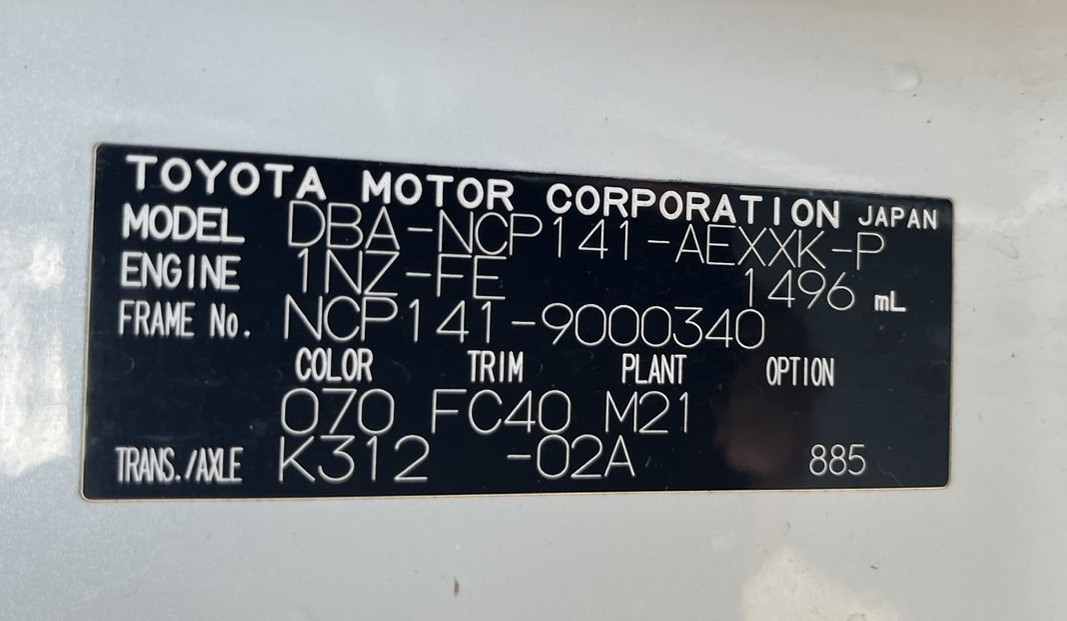 TOYOTA MOTOR CORPORATION JAPAN
MODEL DBA-NCP141-AEXXK-P
ENGINE 1NZ-FE 1496 mL
FRAME No. NCP141-9000340
COLOR TRIM PLANT OPTION
070 FC40 M21
TRANS./AXLE K312 -02A 885